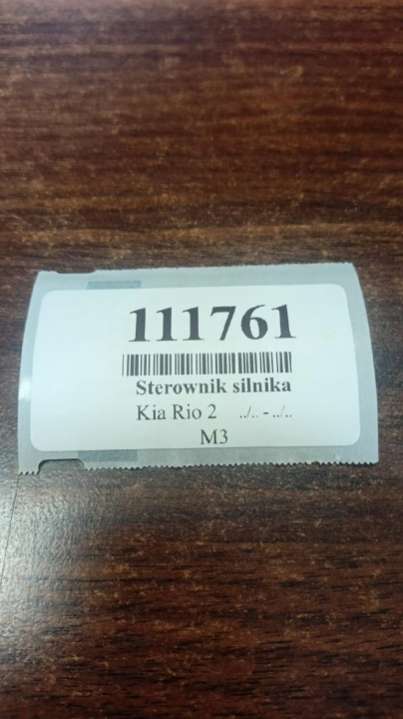 111761
Sterownik silnika
Kia Rio 2 ../.. - ../..
M3